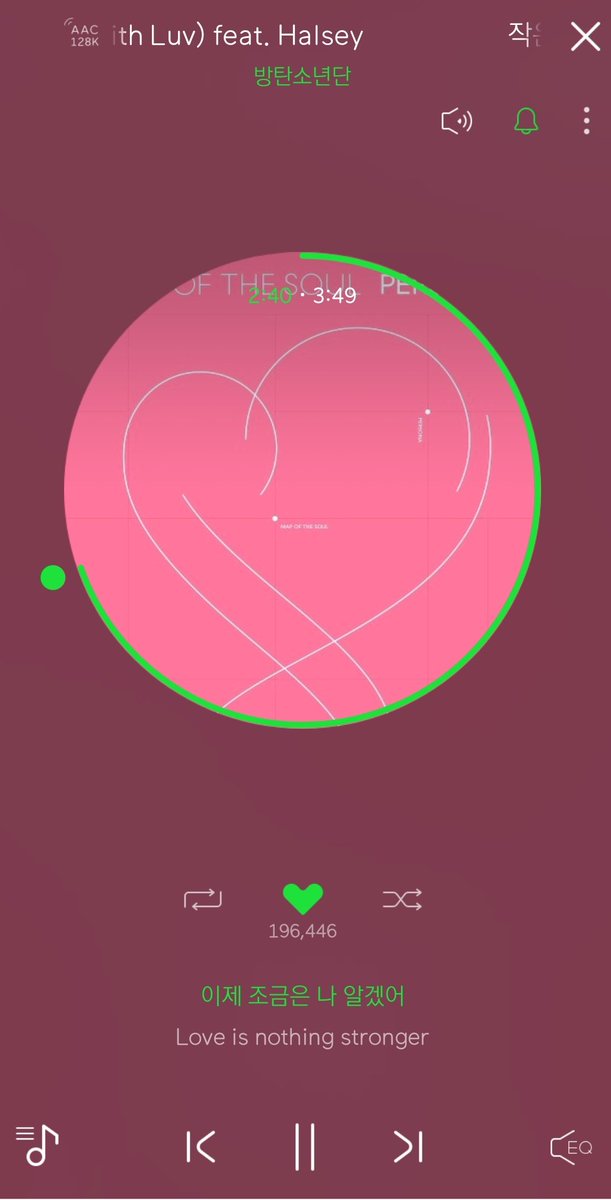 AAC
128K
ith Luv) feat. Halsey
작
방탄소년단
OF THE SOUL PER
2:40 · 3:49
PERSONA
MAP OF THE SOUL
196,446
이제 조금은 나 알겠어
Love is nothing stronger
EQ